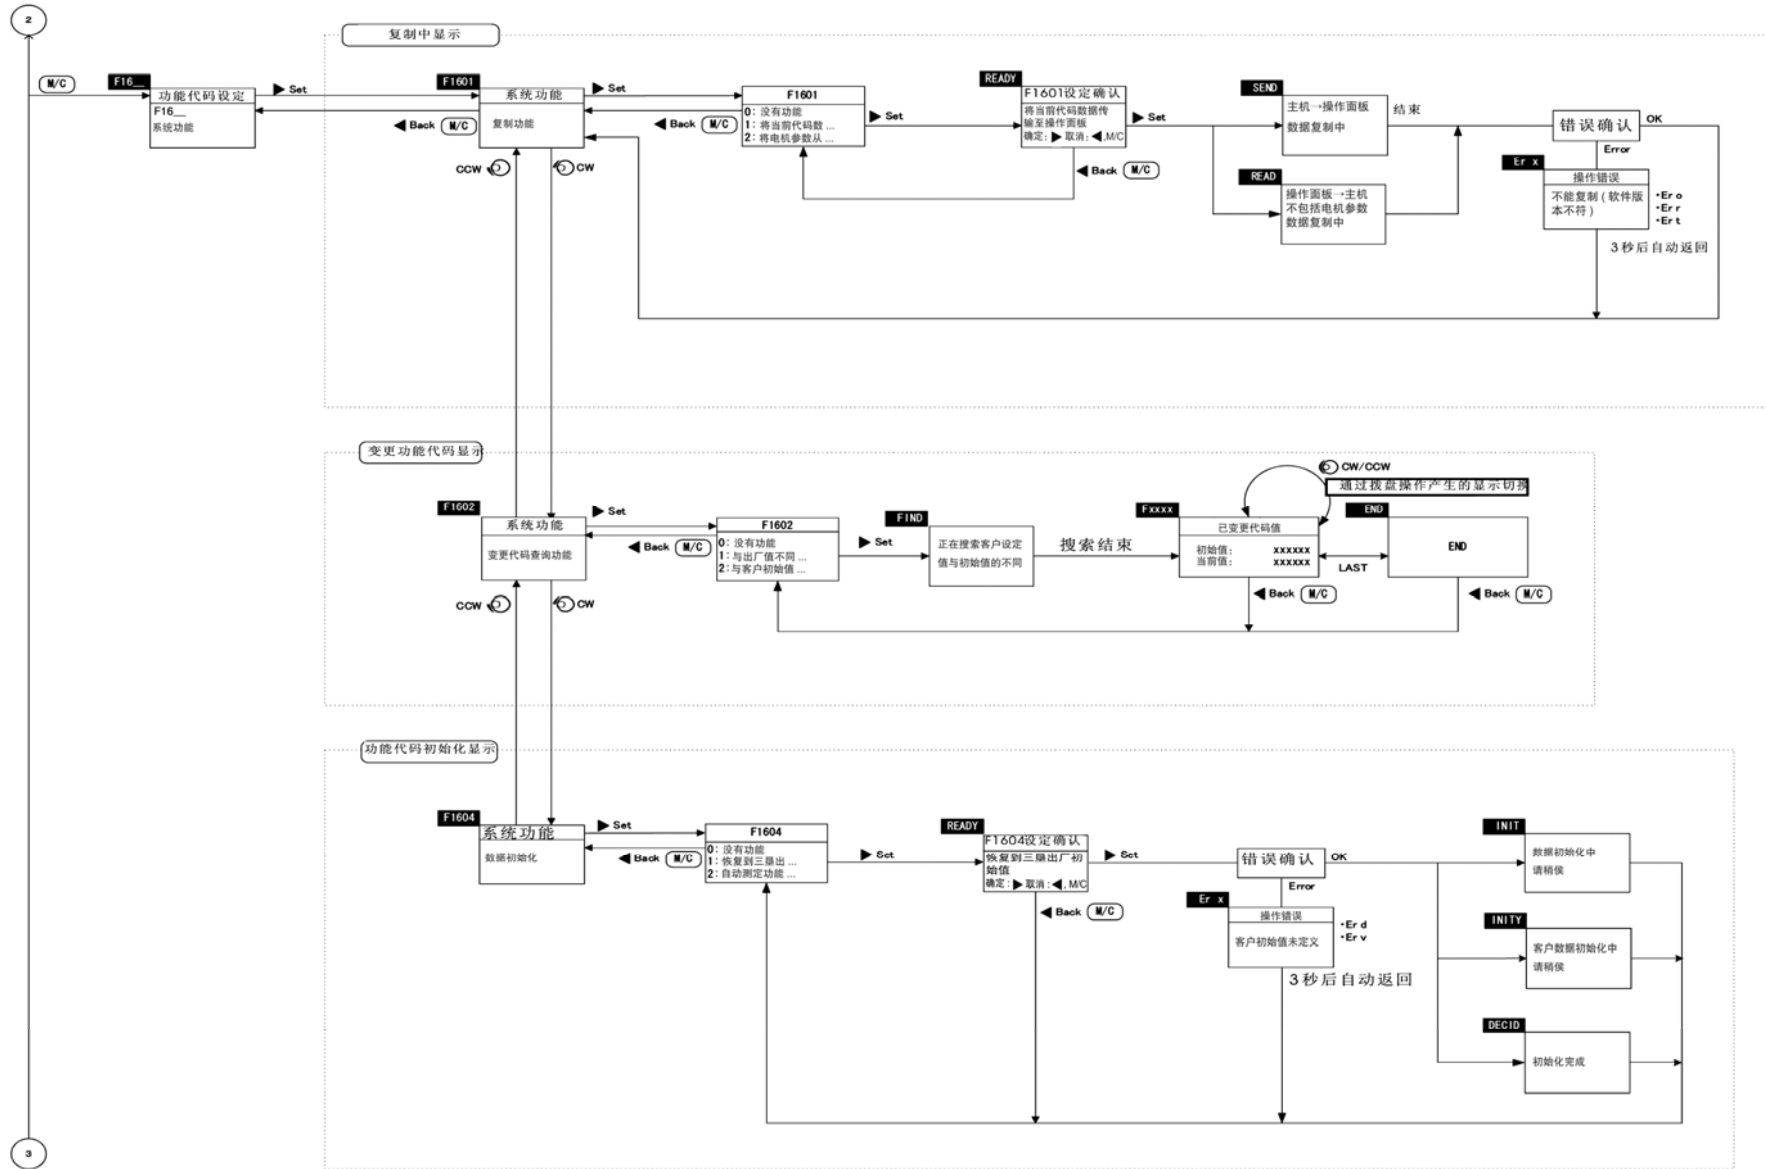 2
复制中显示
M/C
F16__
功能代码设定
F16__
系统功能
Set
Back M/C
F1601
系统功能
复制功能
Set
Back M/C
F1601
0: 没有功能
1: 将当前代码数 ...
2: 将电机参数从 ...
Set
READY
F1601设定确认
将当前代码数据传
输至操作面板
确定: ▶ 取消: ◀,M/C
Set
Back M/C
SEND
主机→操作面板
数据复制中
结束
READ
操作面板→主机
不包括电机参数
数据复制中
错误确认
OK
Error
Er x
操作错误
不能复制 ( 软件版
本不符 )
·Er o
·Er r
·Er t
3秒后自动返回
CCW
CW
变更功能代码显示
F1602
系统功能
变更代码查询功能
Set
Back M/C
F1602
0: 没有功能
1: 与出厂值不同 ...
2: 与客户初始值 ...
Set
FIND
正在搜索客户设定
值与初始值的不同
搜索结束
CW/CCW
通过拨盘操作产生的显示切换
Fxxxx
已变更代码值
初始值: xxxxxx
当前值: xxxxxx
LAST
END
END
Back M/C
Back M/C
CCW
CW
功能代码初始化显示
F1604
系统功能
数据初始化
Set
Back M/C
F1604
0: 没有功能
1: 恢复到三垦出 ...
2: 自动测定功能 ...
Set
READY
F1604设定确认
恢复到三垦出厂初
始值
确定: ▶ 取消: ◀, M/C
Set
Back M/C
错误确认
OK
Error
Er x
操作错误
客户初始值未定义
·Er d
·Er v
3秒后自动返回
INIT
数据初始化中
请稍侯
INITY
客户数据初始化中
请稍侯
DECID
初始化完成
3